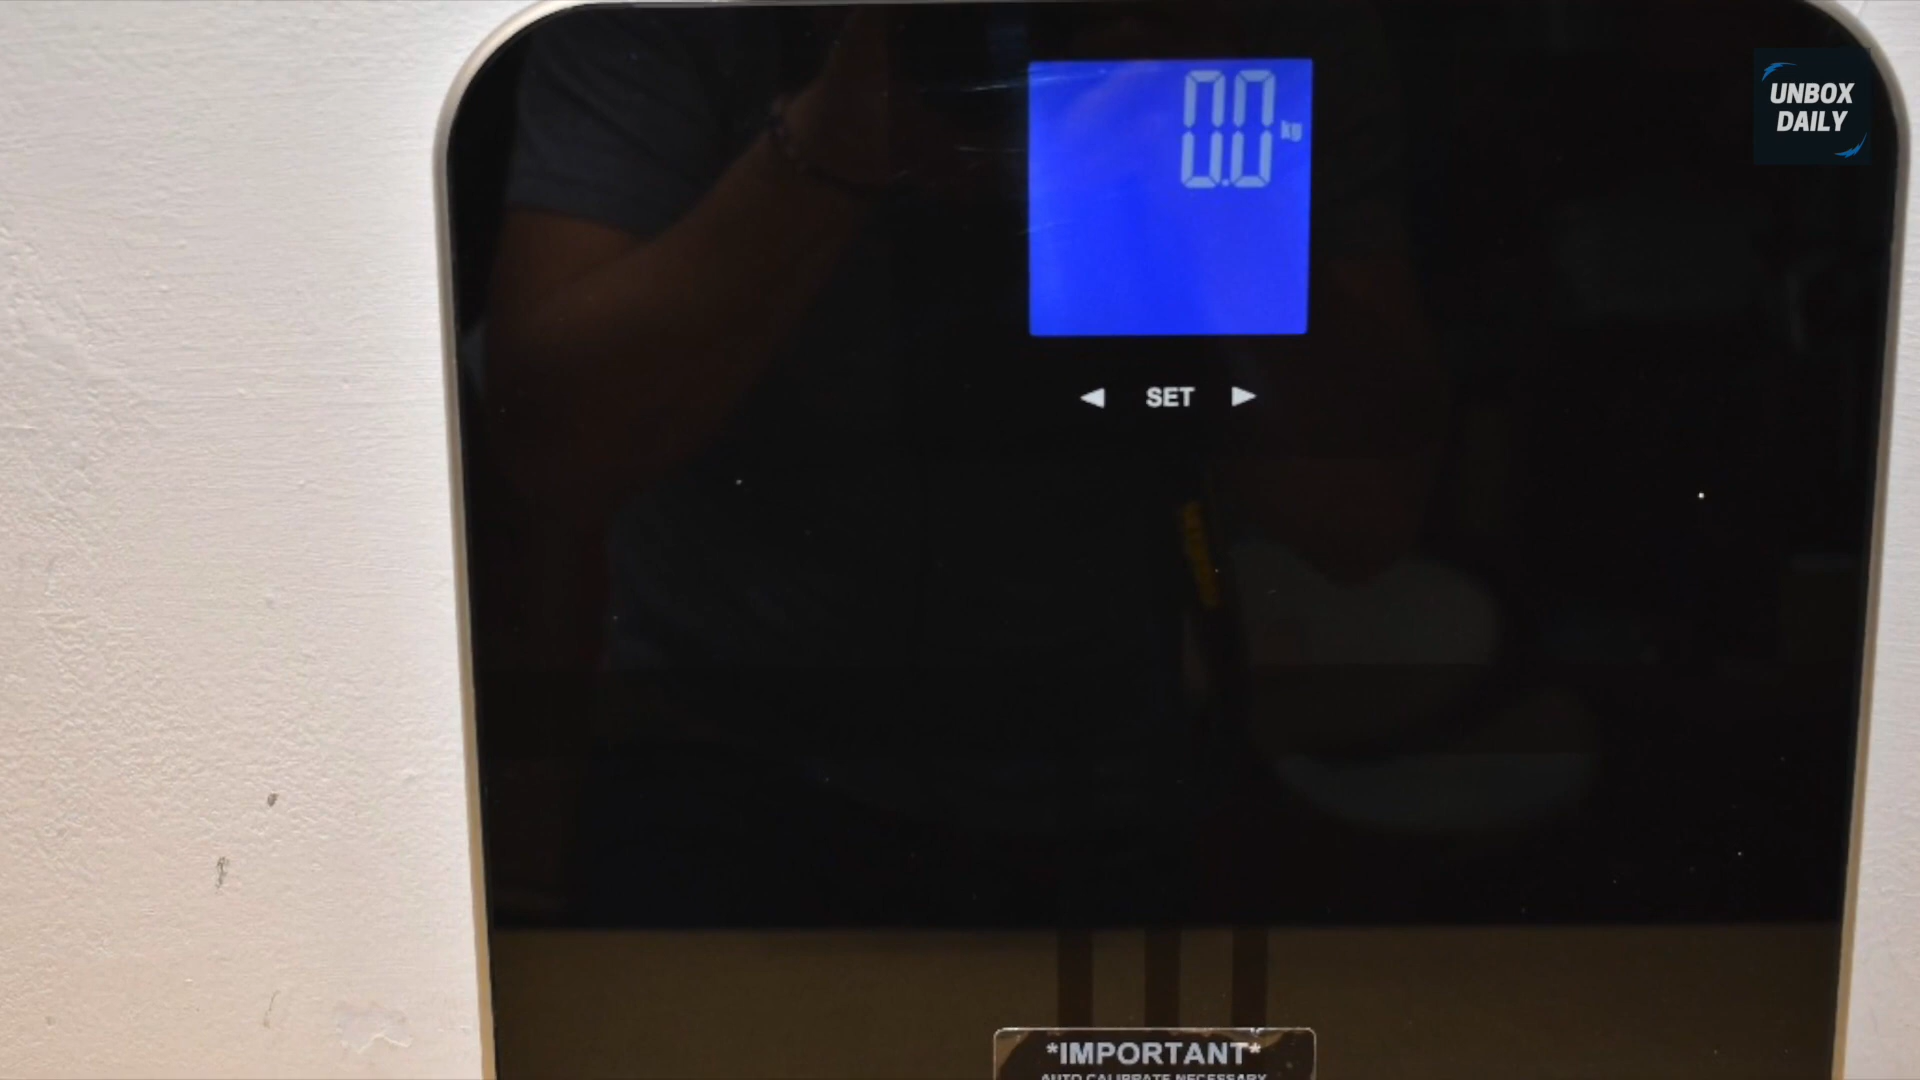 0.0 kg
UNBOX
DAILY
◀ SET ▶
*IMPORTANT*
AUTO CALIBRATE NECESSARY